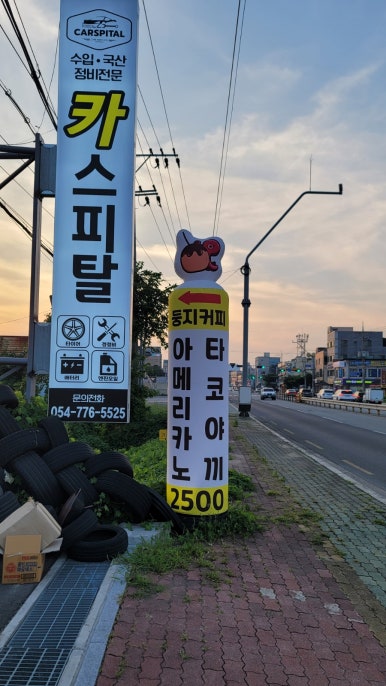 CARSPITAL
수입·국산
정비전문
카스피탈
타이어
경정비
배터리
엔진오일
문의전화
054-776-5525
둥지커피
아메리카노
타코야끼
2500